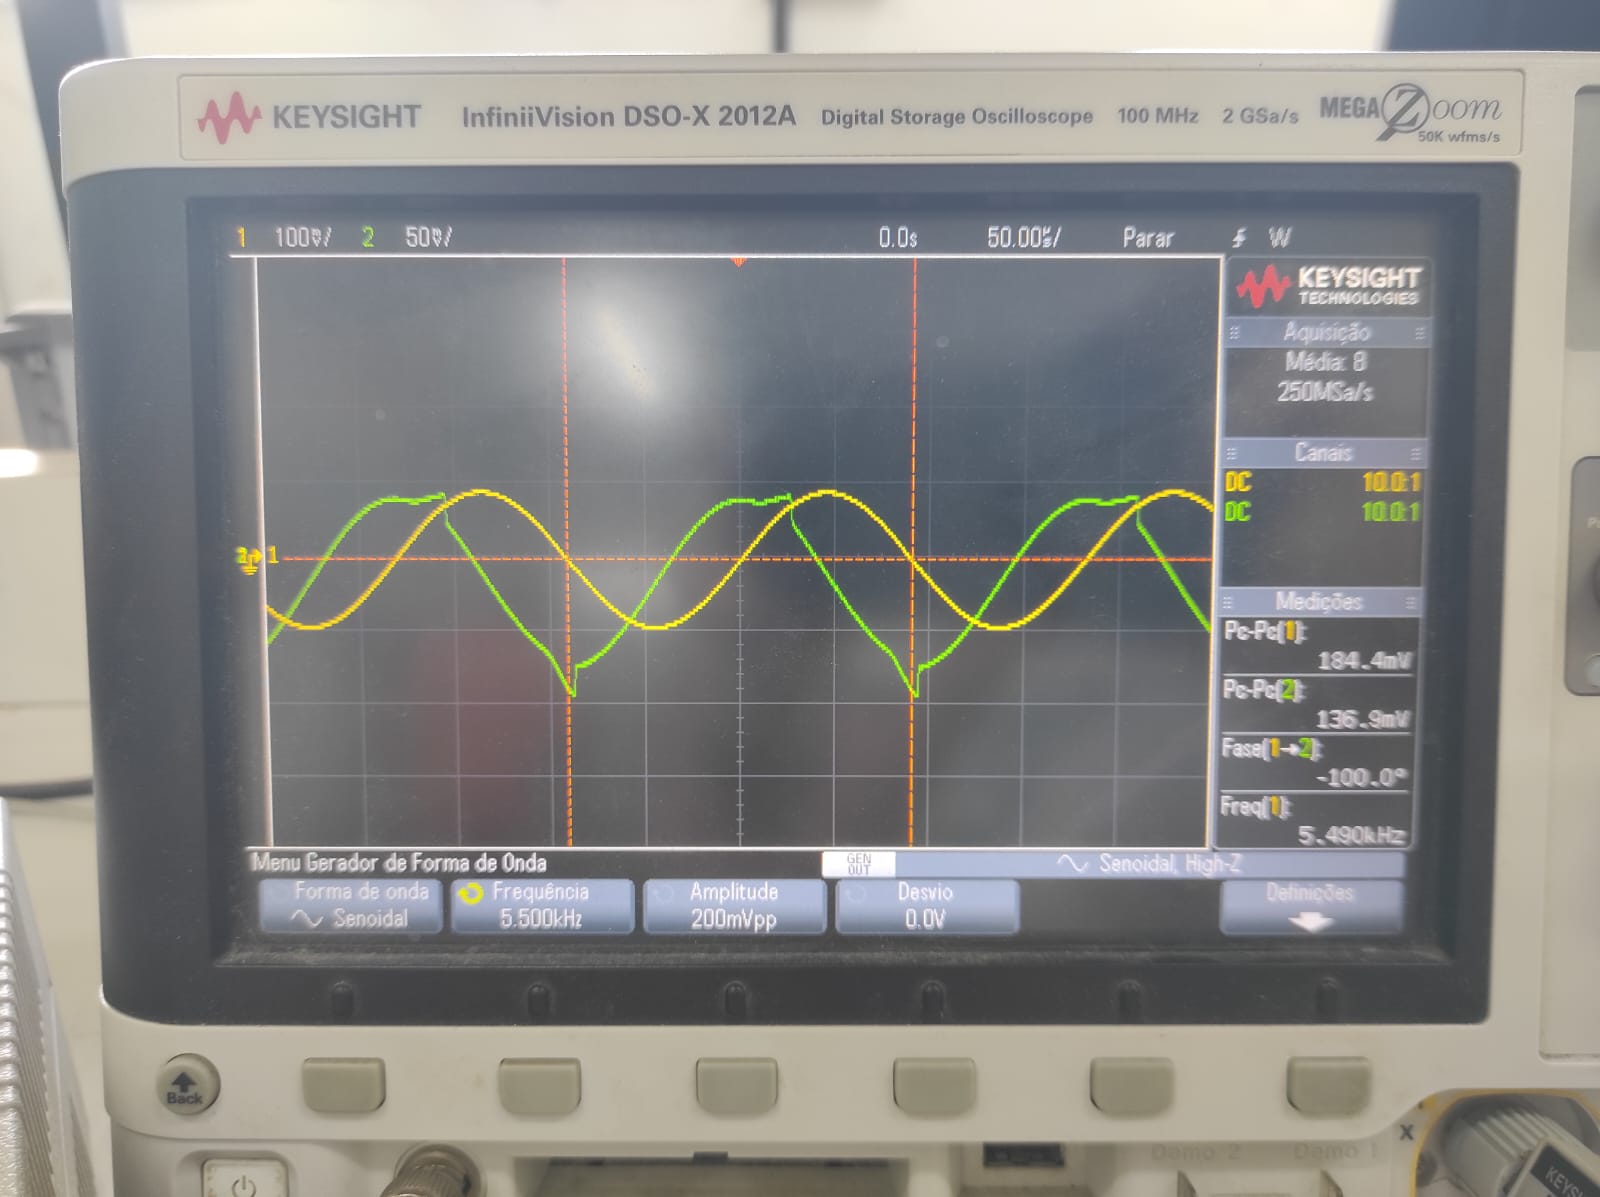 KEYSIGHT InfiniiVision DSO-X 2012A Digital Storage Oscilloscope 100 MHz 2 GSa/s MEGA Zoom
50K wfms/s
1 100mV/ 2 50mV/ 0.0s 50.00µs/ Parar W
KEYSIGHT
TECHNOLOGIES
Aquisição
Média: 8
250MSa/s
Canais
DC 10.0:1
DC 10.0:1
1
Medições
Pc-Pc(1):
184.4mV
Pc-Pc(2):
136.9mV
Fase(1→2):
-100.0°
Freq(1):
5.490kHz
Menu Gerador de Forma de Onda
GEN
OUT
Senoidal, High-Z
Forma de onda
Senoidal
Frequência
5.500kHz
Amplitude
200mVpp
Desvio
0.0V
Definições
Back
X
Demo 2 Demo 1